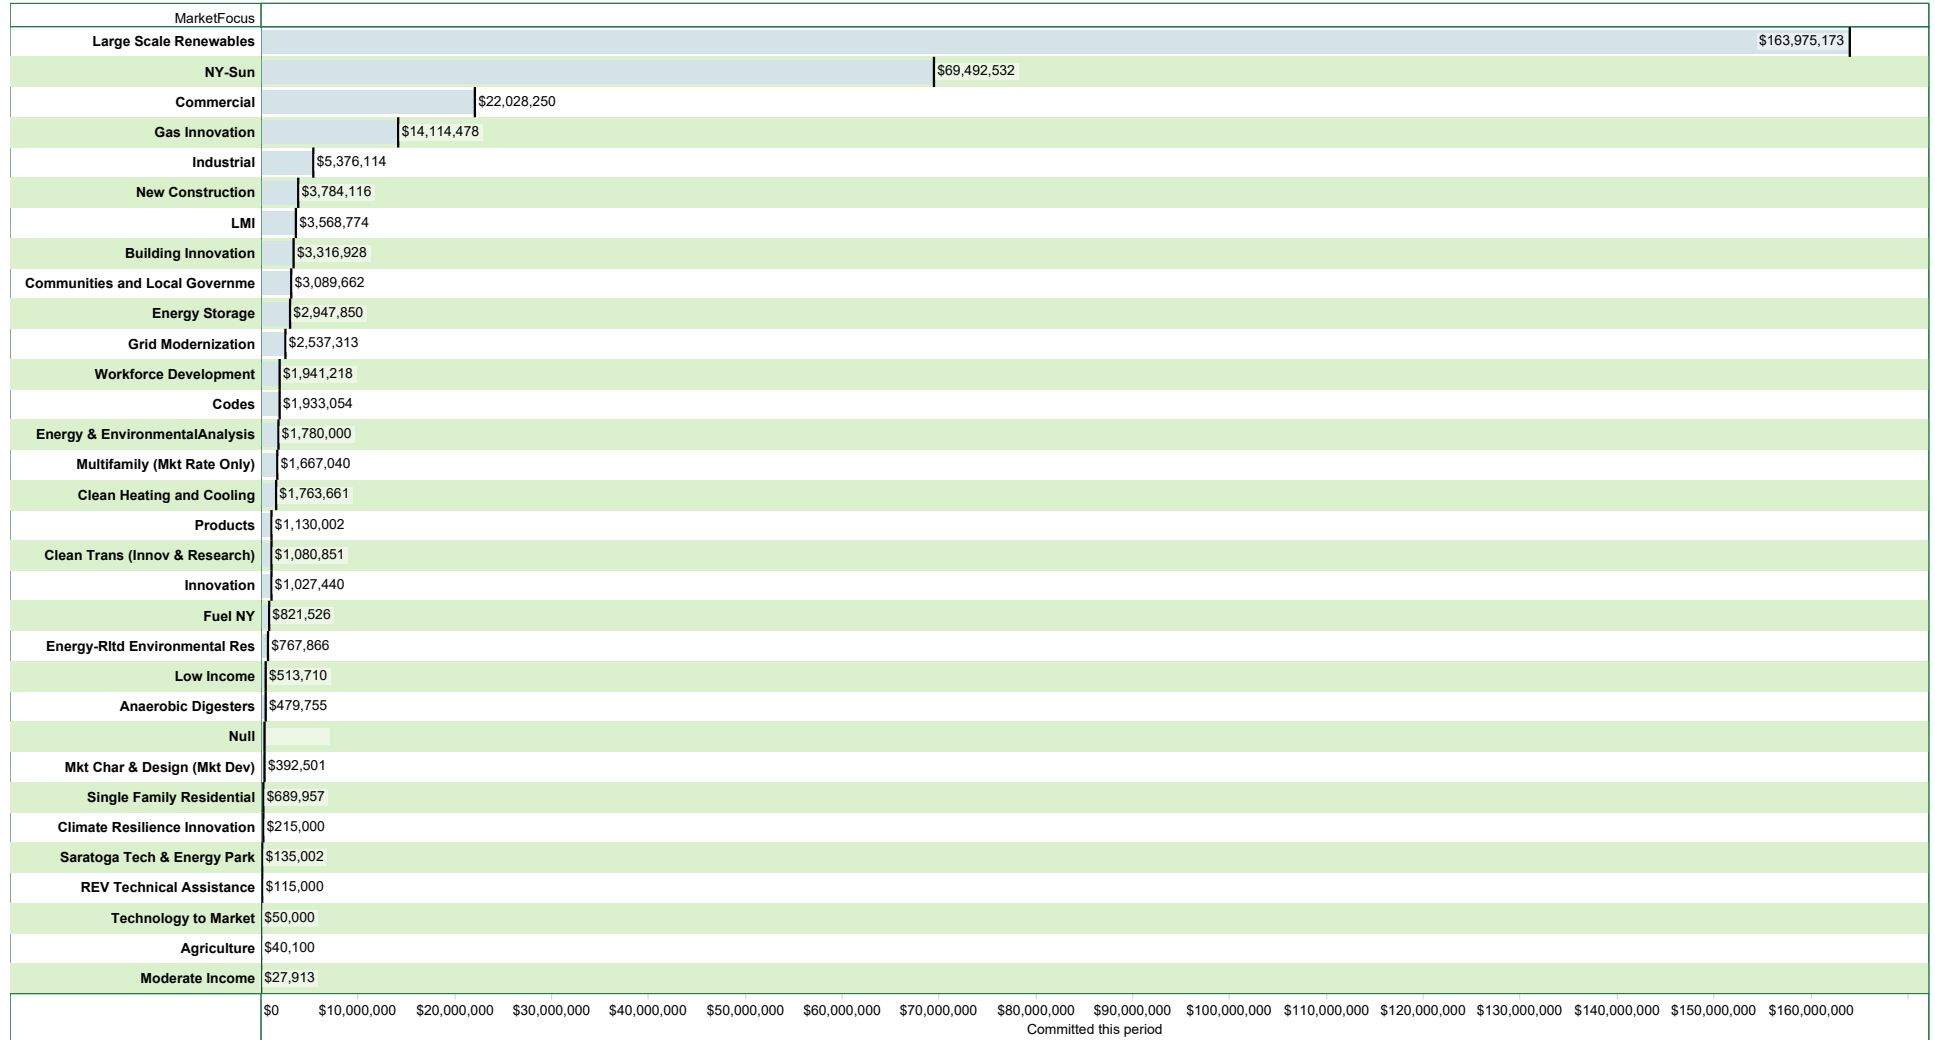 MarketFocus
Large Scale Renewables $163,975,173
NY-Sun $69,492,532
Commercial $22,028,250
Gas Innovation $14,114,478
Industrial $5,376,114
New Construction $3,784,116
LMI $3,568,774
Building Innovation $3,316,928
Communities and Local Governme $3,089,662
Energy Storage $2,947,850
Grid Modernization $2,537,313
Workforce Development $1,941,218
Codes $1,933,054
Energy & EnvironmentalAnalysis $1,780,000
Multifamily (Mkt Rate Only) $1,667,040
Clean Heating and Cooling $1,763,661
Products $1,130,002
Clean Trans (Innov & Research) $1,080,851
Innovation $1,027,440
Fuel NY $821,526
Energy-Rltd Environmental Res $767,866
Low Income $513,710
Anaerobic Digesters $479,755
Null
Mkt Char & Design (Mkt Dev) $392,501
Single Family Residential $689,957
Climate Resilience Innovation $215,000
Saratoga Tech & Energy Park $135,002
REV Technical Assistance $115,000
Technology to Market $50,000
Agriculture $40,100
Moderate Income $27,913
$0 $10,000,000 $20,000,000 $30,000,000 $40,000,000 $50,000,000 $60,000,000 $70,000,000 $80,000,000 $90,000,000 $100,000,000 $110,000,000 $120,000,000 $130,000,000 $140,000,000 $150,000,000 $160,000,000
Committed this period